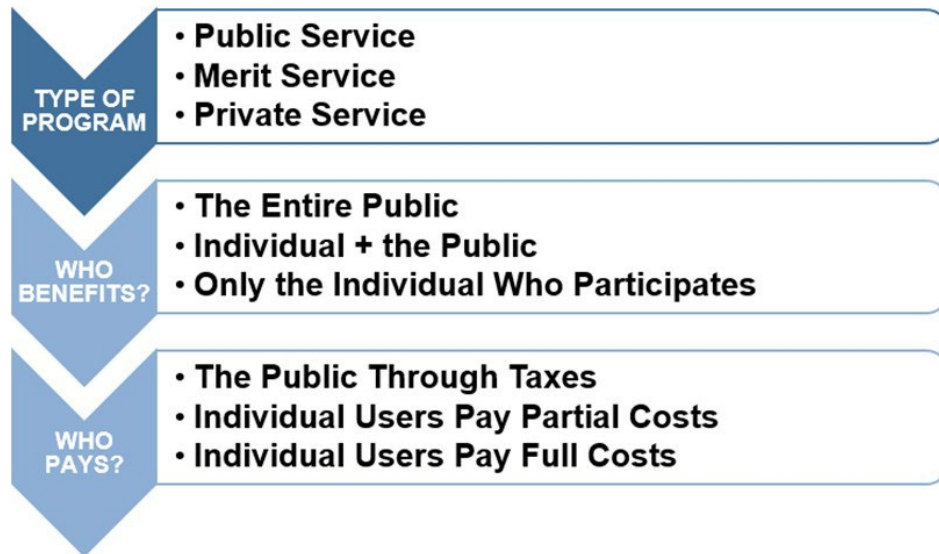 TYPE OF
PROGRAM
• Public Service
• Merit Service
• Private Service
WHO
BENEFITS?
• The Entire Public
• Individual + the Public
• Only the Individual Who Participates
WHO
PAYS?
• The Public Through Taxes
• Individual Users Pay Partial Costs
• Individual Users Pay Full Costs